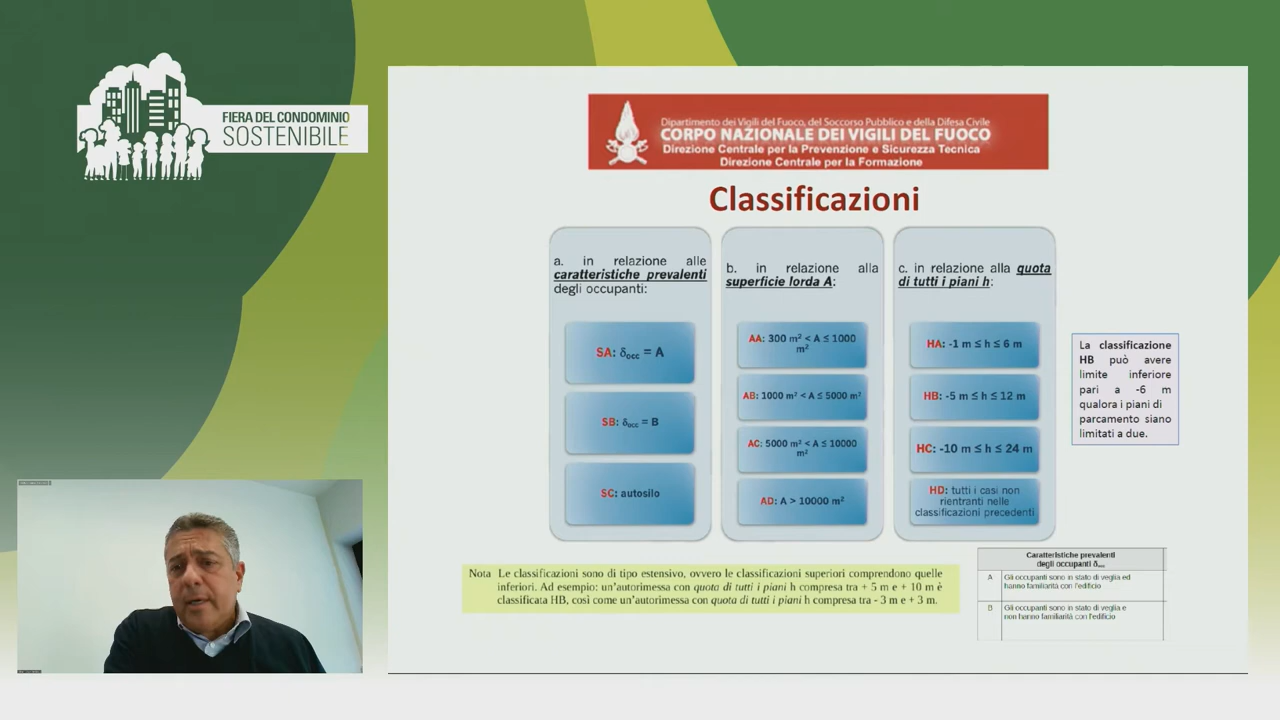 FIERA DEL CONDOMINIO
SOSTENIBILE
Dipartimento dei Vigili del Fuoco, del Soccorso Pubblico e della Difesa Civile
CORPO NAZIONALE DEI VIGILI DEL FUOCO
Direzione Centrale per la Prevenzione e Sicurezza Tecnica
Direzione Centrale per la Formazione
Classificazioni
a. in relazione alle
caratteristiche prevalenti
degli occupanti:
SA: δocc = A
SB: δocc = B
SC: autosilo
b. in relazione alla
superficie lorda A:
AA: 300 m² < A ≤ 1000
m²
AB: 1000 m² < A ≤ 5000 m²
AC: 5000 m² < A ≤ 10000
m²
AD: A > 10000 m²
c. in relazione alla quota
di tutti i piani h:
HA: -1 m ≤ h ≤ 6 m
HB: -5 m ≤ h ≤ 12 m
HC: -10 m ≤ h ≤ 24 m
HD: tutti i casi non
rientranti nelle
classificazioni precedenti
La classificazione
HB può avere
limite inferiore
pari a -6 m
qualora i piani di
parcamento siano
limitati a due.
Nota Le classificazioni sono di tipo estensivo, ovvero le classificazioni superiori comprendono quelle
inferiori. Ad esempio: un'autorimessa con quota di tutti i piani h compresa tra + 5 m e + 10 m è
classificata HB, così come un'autorimessa con quota di tutti i piani h compresa tra - 3 m e + 3 m.
Caratteristiche prevalenti
degli occupanti δocc
A Gli occupanti sono in stato di veglia ed
hanno familiarità con l'edificio
B Gli occupanti sono in stato di veglia e
non hanno familiarità con l'edificio